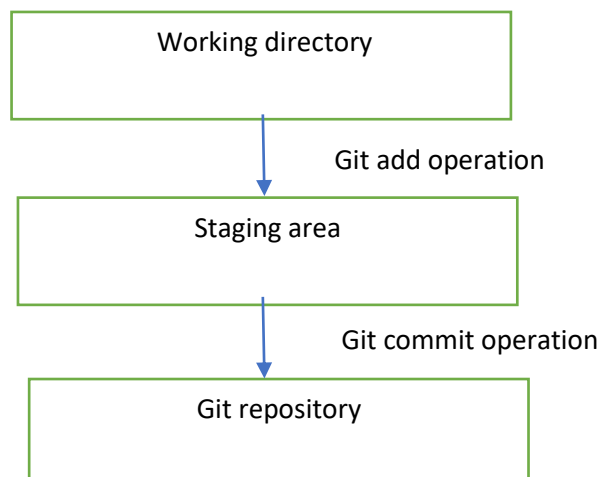 Working directory
Git add operation
Staging area
Git commit operation
Git repository